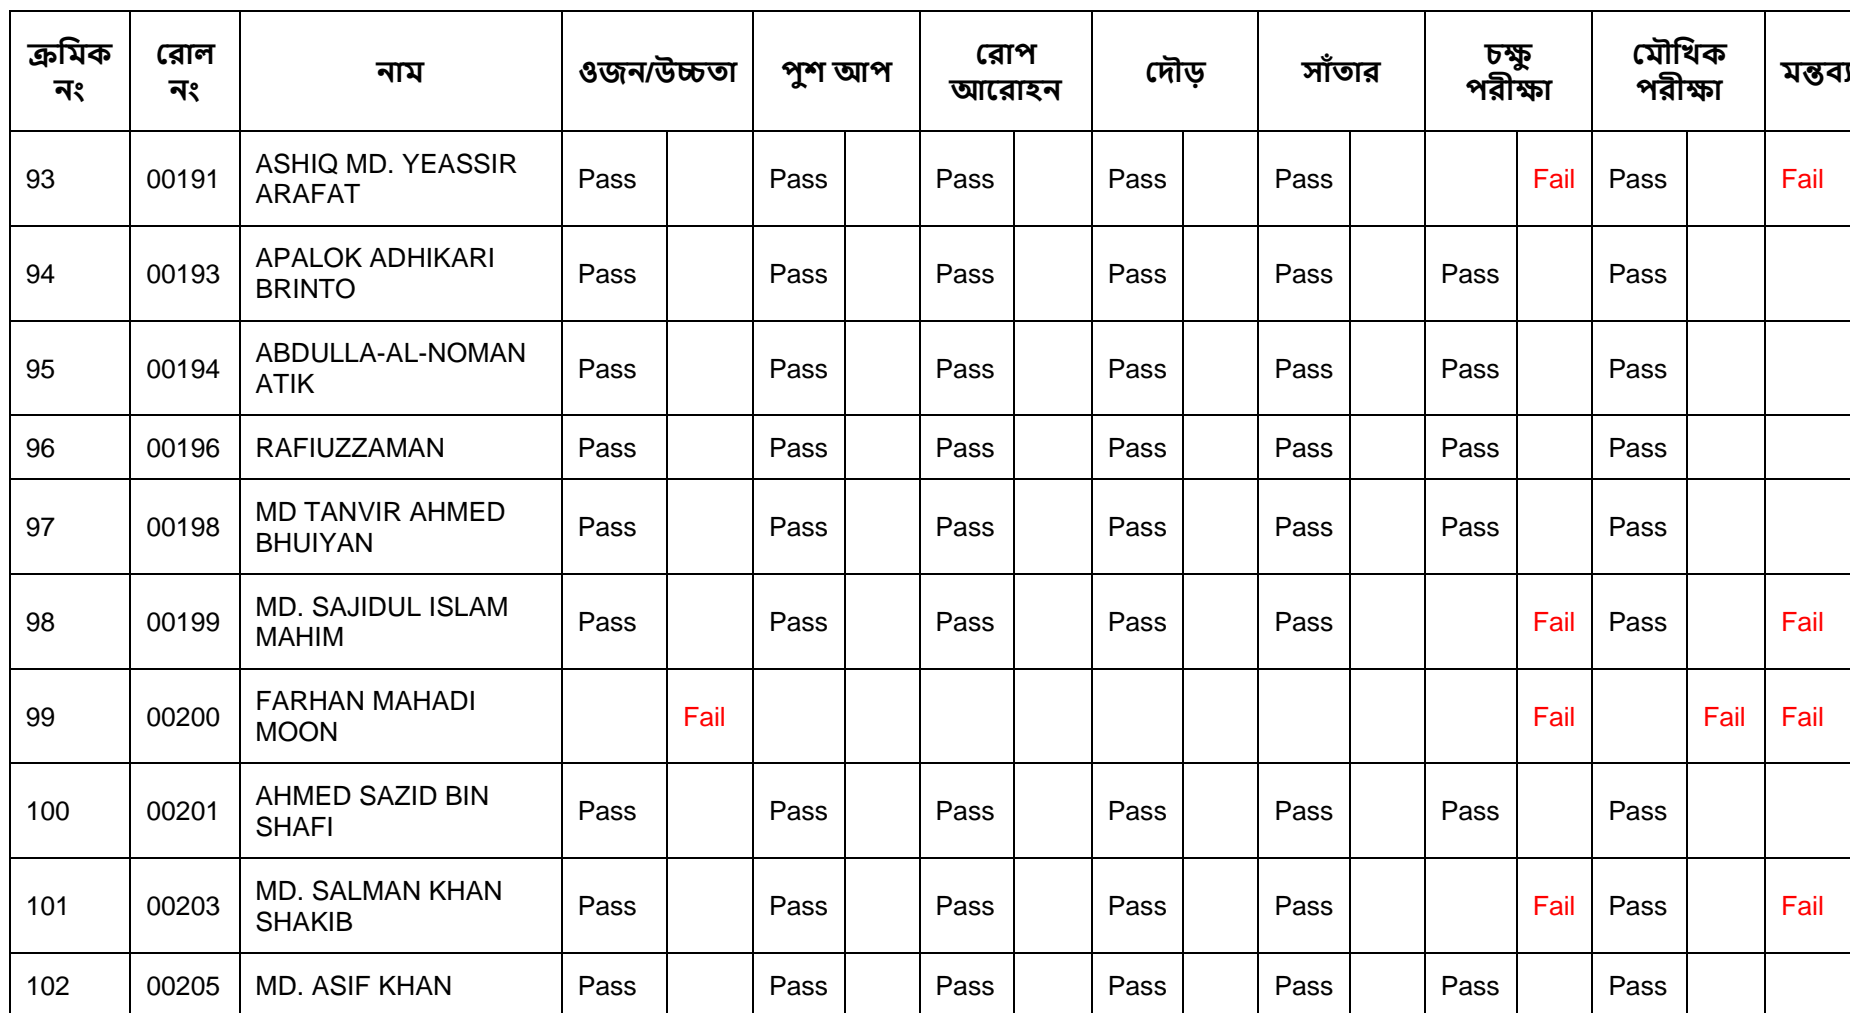 ক্রমিক নং রোল নং নাম ওজন/উচ্চতা পুশ আপ রোপ আরোহন দৌড় সাঁতার চক্ষু পরীক্ষা মৌখিক পরীক্ষা মন্তব্য
93 00191 ASHIQ MD. YEASSIR ARAFAT Pass Pass Pass Pass Pass Fail Pass Fail
94 00193 APALOK ADHIKARI BRINTO Pass Pass Pass Pass Pass Pass Pass
95 00194 ABDULLA-AL-NOMAN ATIK Pass Pass Pass Pass Pass Pass Pass
96 00196 RAFIUZZAMAN Pass Pass Pass Pass Pass Pass Pass
97 00198 MD TANVIR AHMED BHUIYAN Pass Pass Pass Pass Pass Pass Pass
98 00199 MD. SAJIDUL ISLAM MAHIM Pass Pass Pass Pass Pass Fail Pass Fail
99 00200 FARHAN MAHADI MOON Fail Fail Fail Fail
100 00201 AHMED SAZID BIN SHAFI Pass Pass Pass Pass Pass Pass Pass
101 00203 MD. SALMAN KHAN SHAKIB Pass Pass Pass Pass Pass Fail Pass Fail
102 00205 MD. ASIF KHAN Pass Pass Pass Pass Pass Pass Pass